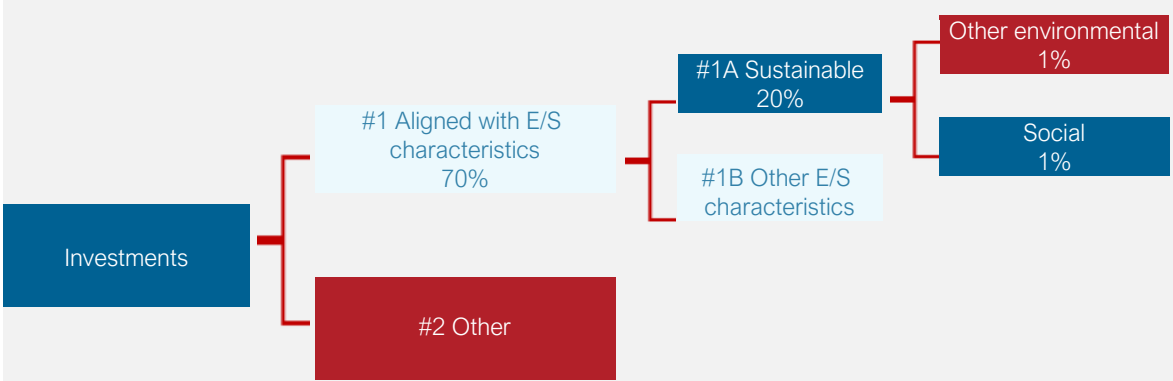 Investments
#1 Aligned with E/S
characteristics
70%
#2 Other
#1A Sustainable
20%
#1B Other E/S
characteristics
Other environmental
1%
Social
1%